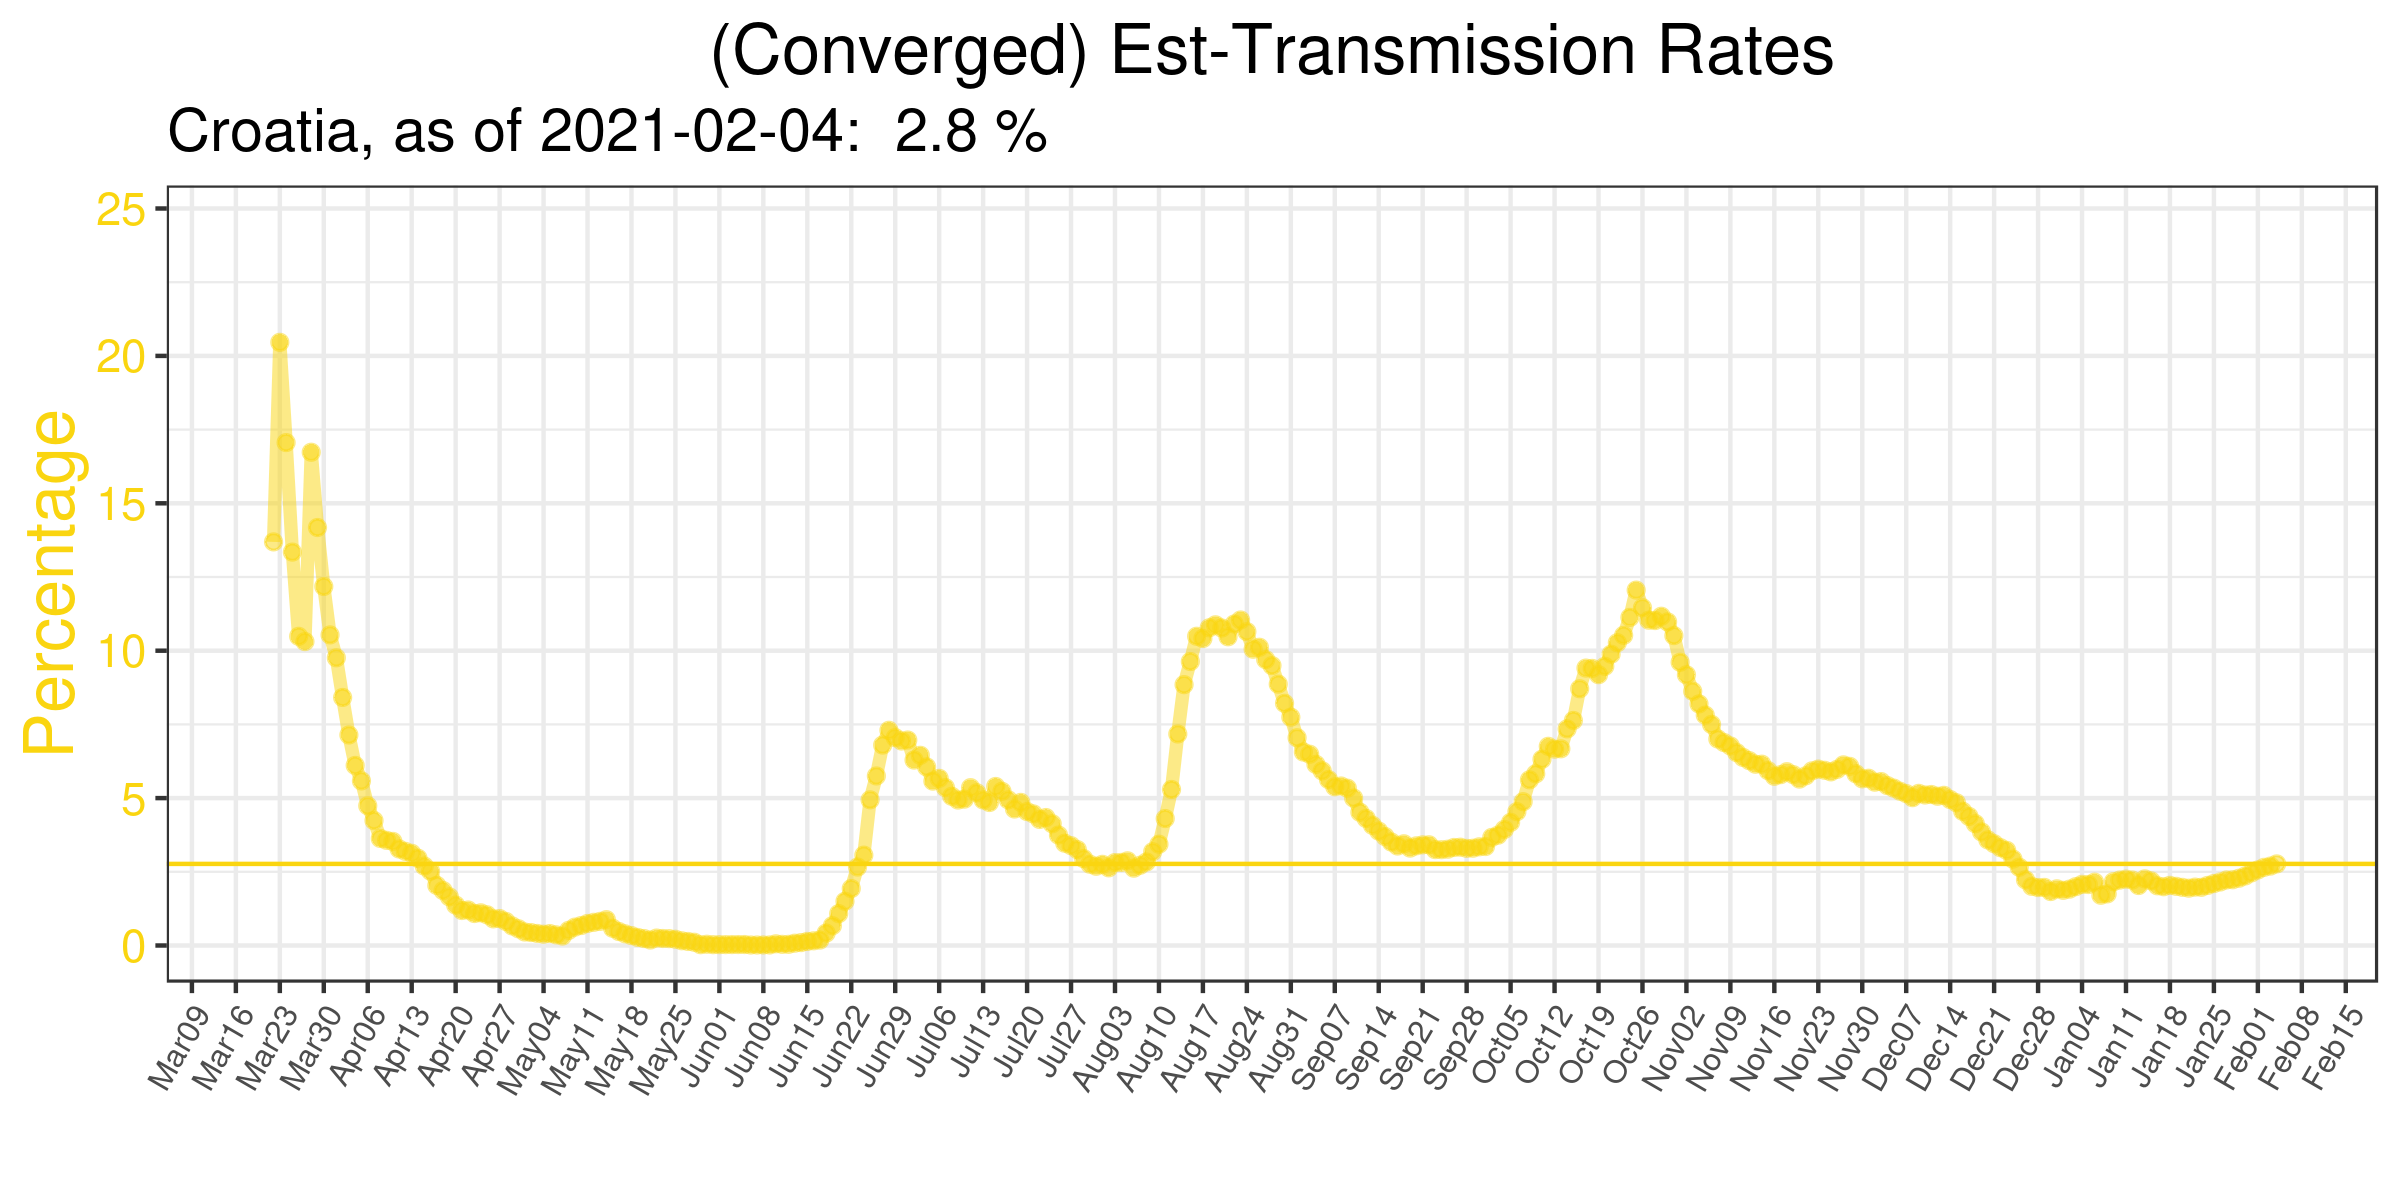 (Converged) Est-Transmission Rates
Croatia, as of 2021-02-04:  2.8 %
Percentage
25
20
15
10
5
0
Mar09
Mar16
Mar23
Mar30
Apr06
Apr13
Apr20
Apr27
May04
May11
May18
May25
Jun01
Jun08
Jun15
Jun22
Jun29
Jul06
Jul13
Jul20
Jul27
Aug03
Aug10
Aug17
Aug24
Aug31
Sep07
Sep14
Sep21
Sep28
Oct05
Oct12
Oct19
Oct26
Nov02
Nov09
Nov16
Nov23
Nov30
Dec07
Dec14
Dec21
Dec28
Jan04
Jan11
Jan18
Jan25
Feb01
Feb08
Feb15